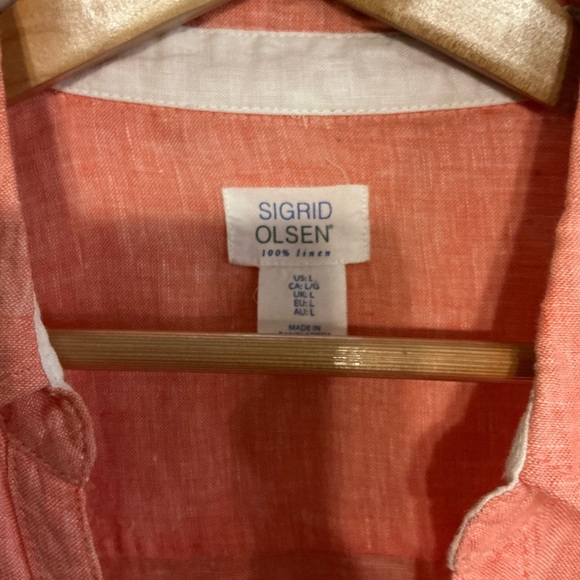 SIGRID
OLSEN®
100% linen
US: L
CA: L/G
UK: L
EU: L
AU: L
MADE IN